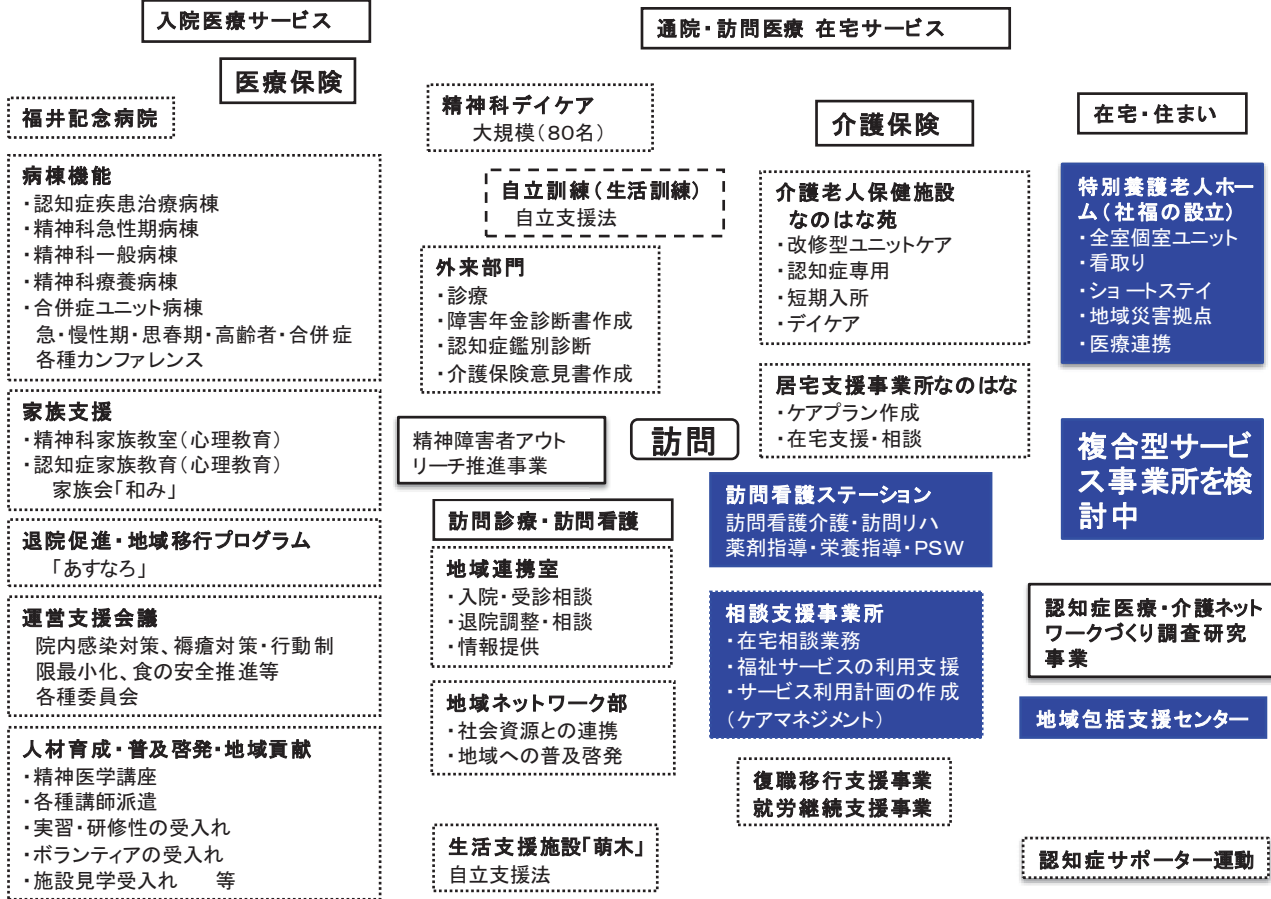 入院医療サービス
医療保険
福井記念病院
病棟機能
・認知症疾患治療病棟
・精神科急性期病棟
・精神科一般病棟
・精神科療養病棟
・合併症ユニット病棟
急・慢性期・思春期・高齢者・合併症
各種カンファレンス
家族支援
・精神科家族教室（心理教育）
・認知症家族教育（心理教育）
家族会「和み」
退院促進・地域移行プログラム
「あすなろ」
運営支援会議
院内感染対策、褥瘡対策・行動制
限最小化、食の安全推進等
各種委員会
人材育成・普及啓発・地域貢献
・精神医学講座
・各種講師派遣
・実習・研修性の受入れ
・ボランティアの受入れ
・施設見学受入れ　等
通院・訪問医療 在宅サービス
精神科デイケア
大規模（80名）
自立訓練（生活訓練）
自立支援法
外来部門
・診療
・障害年金診断書作成
・認知症鑑別診断
・介護保険意見書作成
精神障害者アウト
リーチ推進事業
訪問
訪問診療・訪問看護
地域連携室
・入院・受診相談
・退院調整・相談
・情報提供
地域ネットワーク部
・社会資源との連携
・地域への普及啓発
生活支援施設「萌木」
自立支援法
介護保険
介護老人保健施設
なのはな苑
・改修型ユニットケア
・認知症専用
・短期入所
・デイケア
居宅支援事業所なのはな
・ケアプラン作成
・在宅支援・相談
訪問看護ステーション
訪問看護介護・訪問リハ
薬剤指導・栄養指導・PSW
相談支援事業所
・在宅相談業務
・福祉サービスの利用支援
・サービス利用計画の作成
（ケアマネジメント）
復職移行支援事業
就労継続支援事業
在宅・住まい
特別養護老人ホー
ム（社福の設立）
・全室個室ユニット
・看取り
・ショートステイ
・地域災害拠点
・医療連携
複合型サービ
ス事業所を検
討中
認知症医療・介護ネット
ワークづくり調査研究
事業
地域包括支援センター
認知症サポーター運動